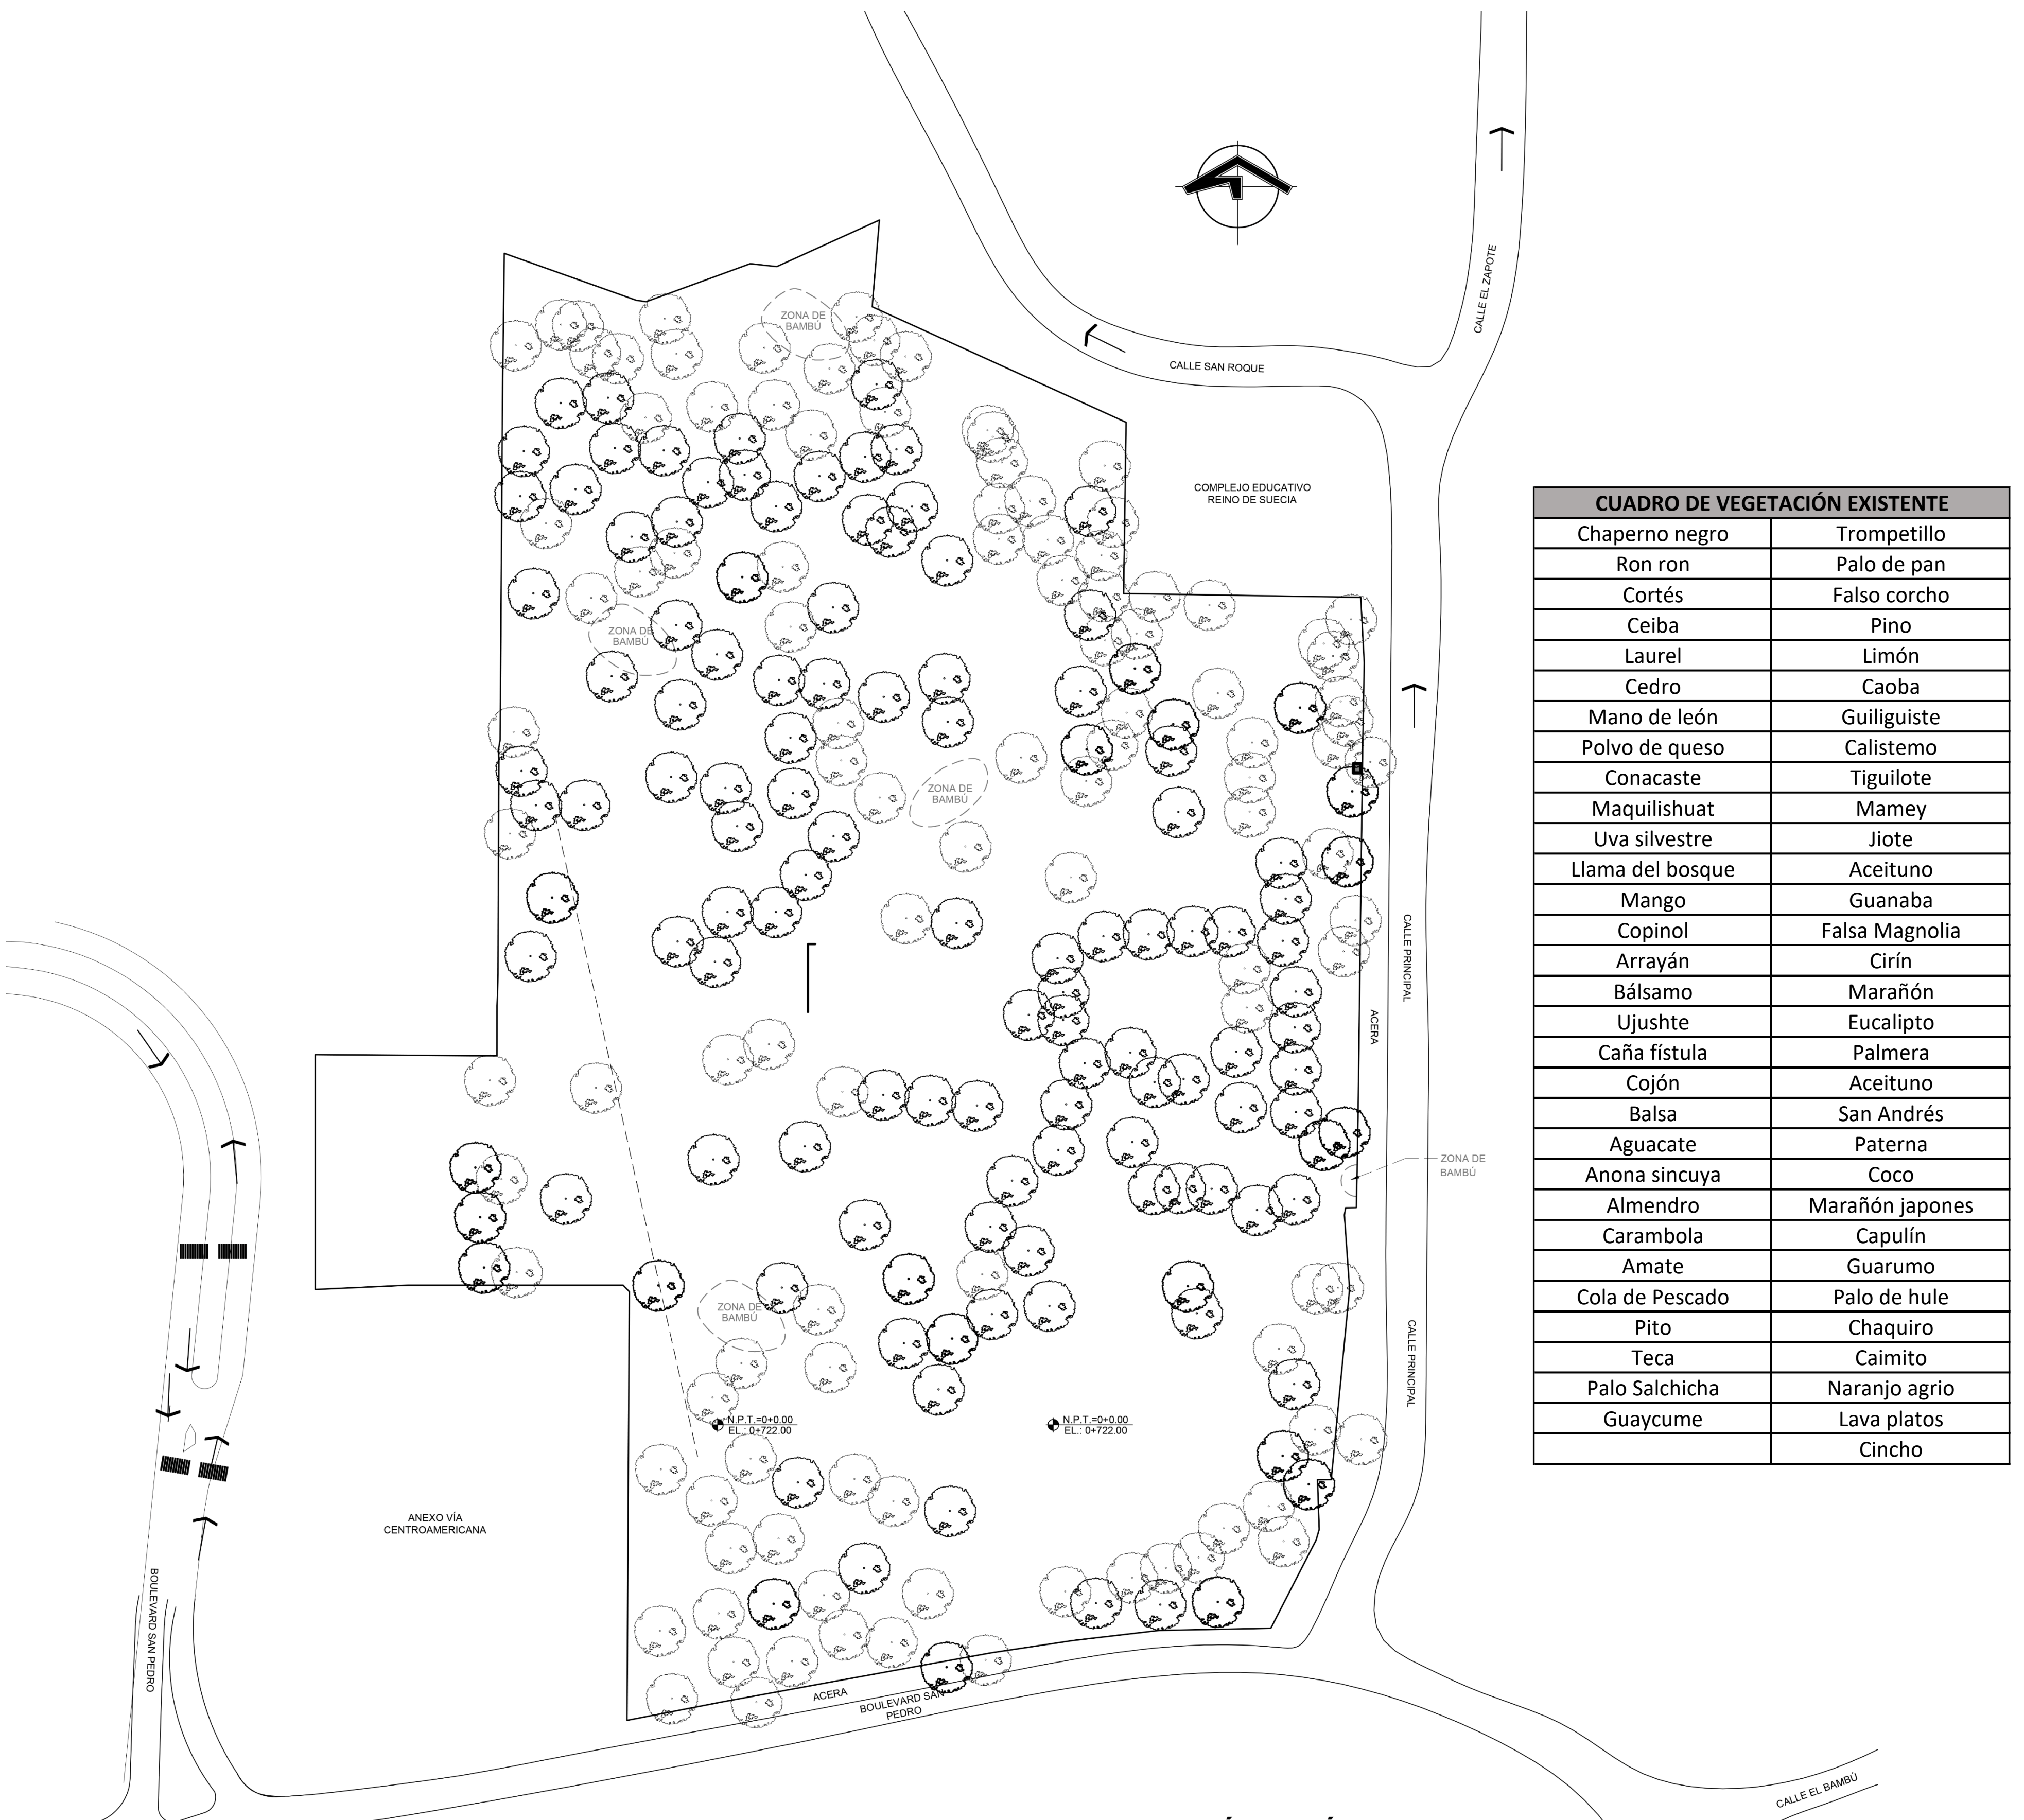 CALLE EL ZAPOTE
ZONA DE
BAMBÚ
CALLE SAN ROQUE
COMPLEJO EDUCATIVO
REINO DE SUECIA
ZONA DE
BAMBÚ
ZONA DE
BAMBÚ
CALLE PRINCIPAL
ACERA
ZONA DE
BAMBÚ
ZONA DE
BAMBÚ
CALLE PRINCIPAL
N.P.T.=0+0.00
EL.: 0+722.00
N.P.T.=0+0.00
EL.: 0+722.00
ANEXO VÍA
CENTROAMERICANA
BOULEVARD SAN PEDRO
ACERA
BOULEVARD SAN
PEDRO
CALLE EL BAMBÚ
CUADRO DE VEGETACIÓN EXISTENTE
Chaperno negro Trompetillo
Ron ron Palo de pan
Cortés Falso corcho
Ceiba Pino
Laurel Limón
Cedro Caoba
Mano de león Guiliguiste
Polvo de queso Calistemo
Conacaste Tiguilote
Maquilishuat Mamey
Uva silvestre Jiote
Llama del bosque Aceituno
Mango Guanaba
Copinol Falsa Magnolia
Arrayán Cirín
Bálsamo Marañón
Ujushte Eucalipto
Caña fístula Palmera
Cojón Aceituno
Balsa San Andrés
Aguacate Paterna
Anona sincuya Coco
Almendro Marañón japones
Carambola Capulín
Amate Guarumo
Cola de Pescado Palo de hule
Pito Chaquiro
Teca Caimito
Palo Salchicha Naranjo agrio
Guaycume Lava platos
Cincho